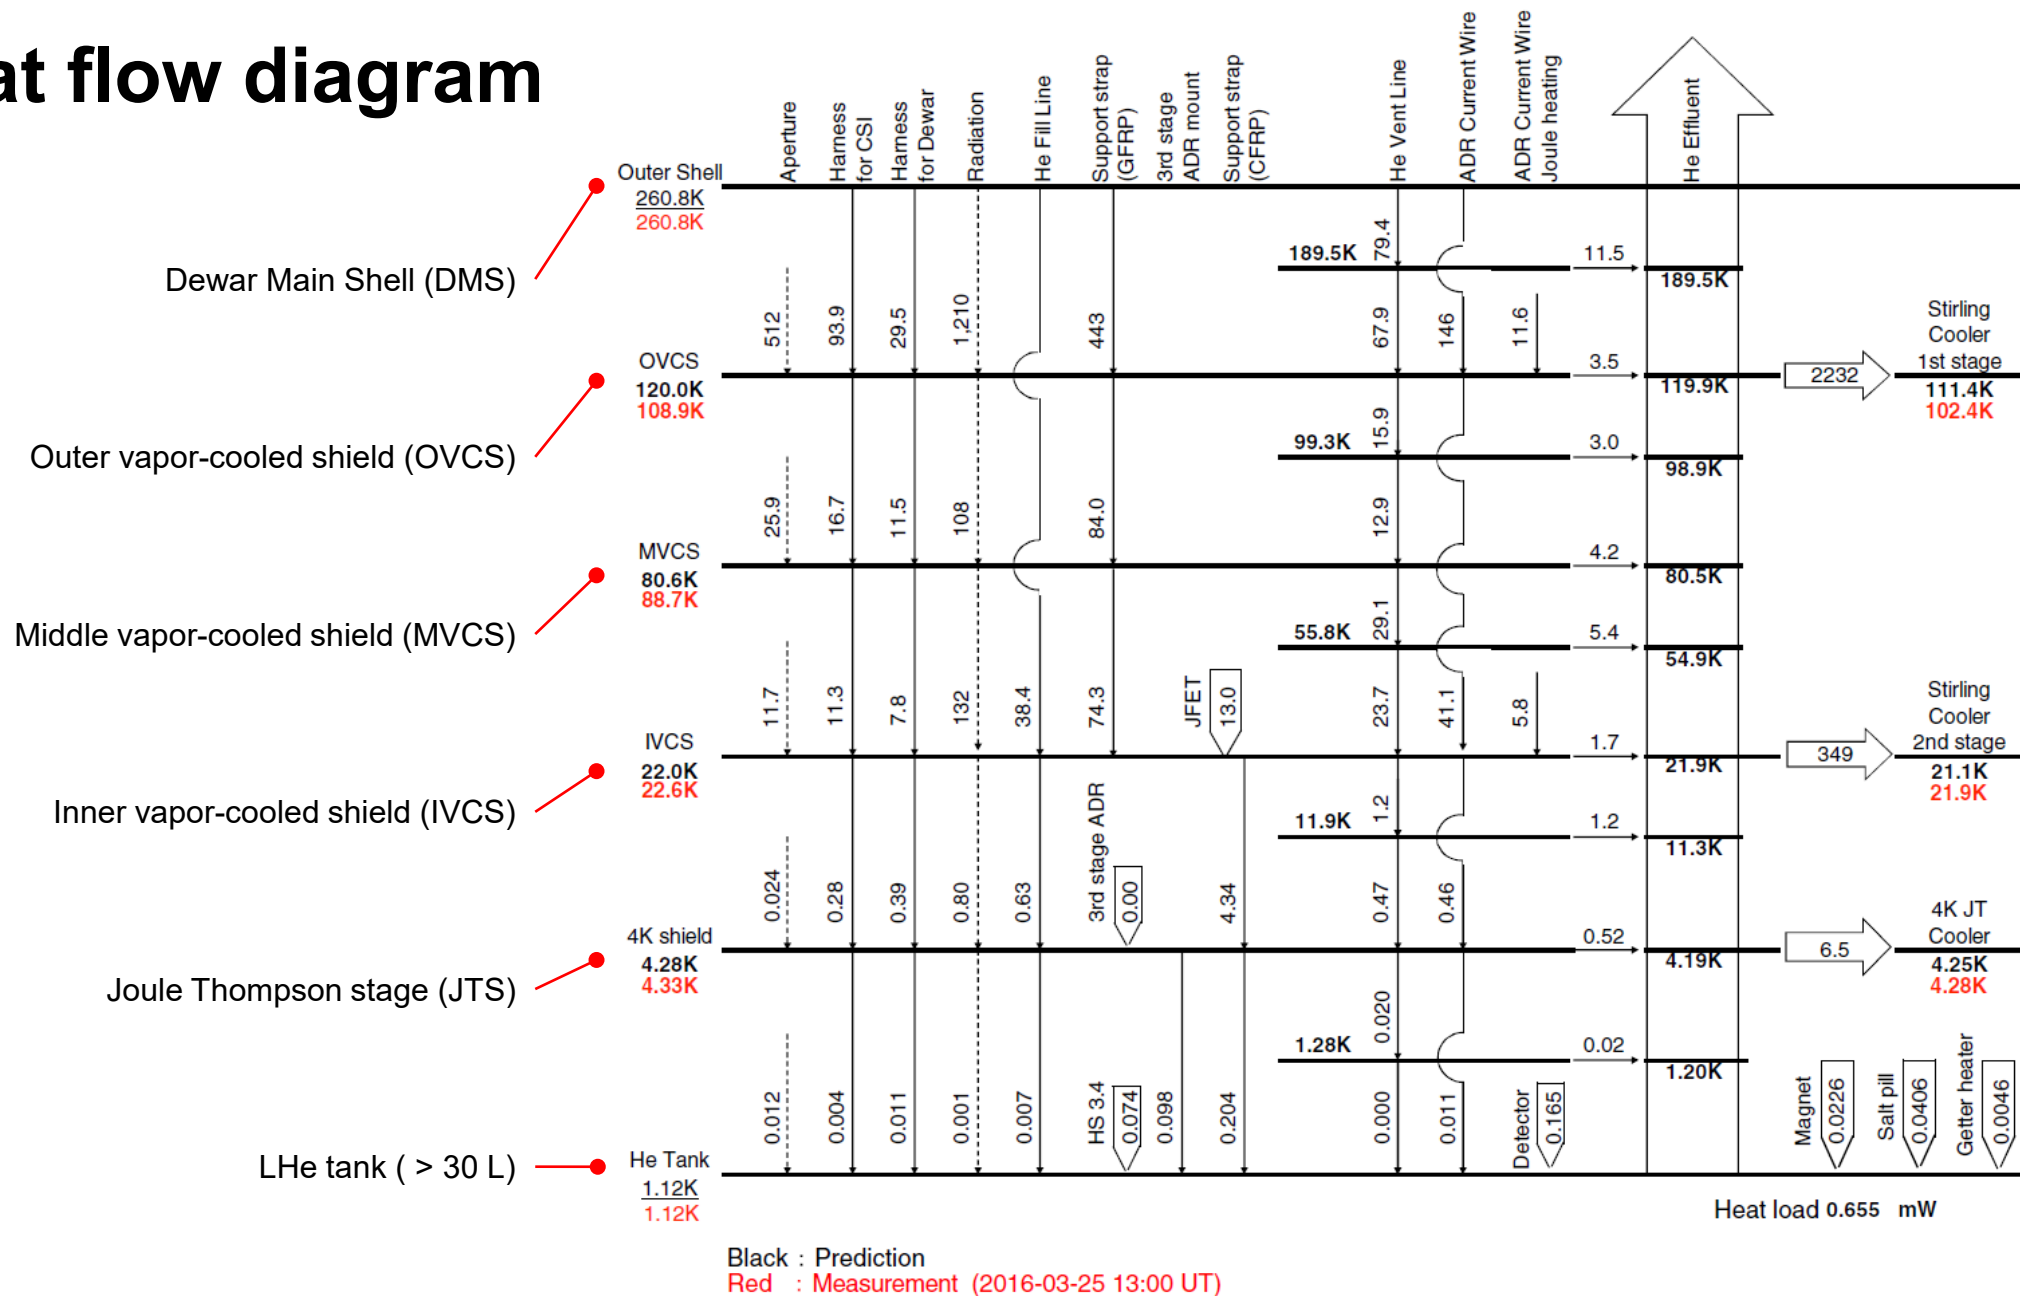 at flow diagram
Aperture
Harness
for CSI
Harness
for Dewar
Radiation
He Fill Line
Support strap
(GFRP)
3rd stage
ADR mount
Support strap
(CFRP)
He Vent Line
ADR Current Wire
ADR Current Wire
Joule heating
He Effluent
Outer Shell
260.8K
260.8K
Dewar Main Shell (DMS)
189.5K
79.4
11.5
189.5K
512
93.9
29.5
1,210
443
67.9
146
11.6
Stirling
Cooler
1st stage
111.4K
102.4K
OVCS
120.0K
108.9K
3.5
119.9K
2232
Outer vapor-cooled shield (OVCS)
99.3K
15.9
3.0
98.9K
25.9
16.7
11.5
108
84.0
12.9
MVCS
80.6K
88.7K
4.2
80.5K
Middle vapor-cooled shield (MVCS)
55.8K
29.1
5.4
54.9K
11.7
11.3
7.8
132
38.4
74.3
JFET
13.0
23.7
41.1
5.8
Stirling
Cooler
2nd stage
21.1K
21.9K
IVCS
22.0K
22.6K
1.7
21.9K
349
Inner vapor-cooled shield (IVCS)
11.9K
1.2
1.2
11.3K
0.024
0.28
0.39
0.80
0.63
3rd stage ADR
0.00
4.34
0.47
0.46
4K JT
Cooler
4.25K
4.28K
4K shield
4.28K
4.33K
0.52
4.19K
6.5
Joule Thompson stage (JTS)
1.28K
0.020
0.02
1.20K
0.012
0.004
0.011
0.001
0.007
HS 3.4
0.074
0.098
0.204
0.000
0.011
Detector
0.165
Magnet
0.0226
Salt pill
0.0406
Getter heater
0.0046
LHe tank ( > 30 L)
He Tank
1.12K
1.12K
Heat load 0.655 mW
Black : Prediction
Red : Measurement (2016-03-25 13:00 UT)